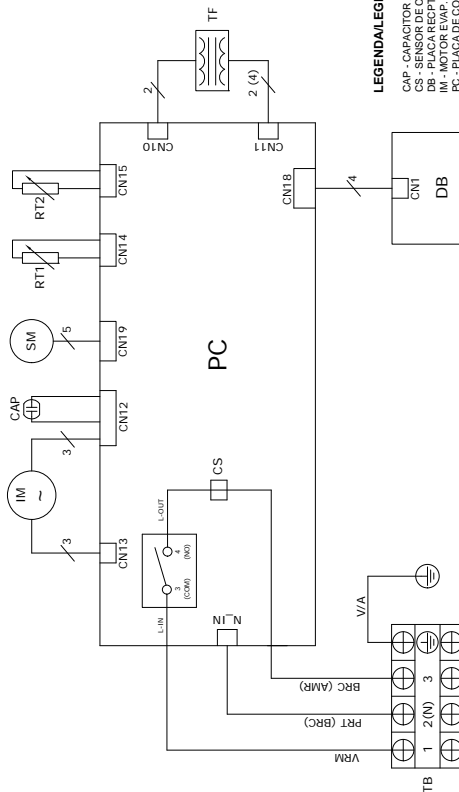 TF
2
2 (4)
CN10
CN11
CN15
RT2
CN14
RT1
CN18
4
CN1
DB
SM
5
CN19
PC
CAP
CN12
3
IM
~
3
CN13
CS
L-OUT
4
(NO)
3
(COM)
L-IN
N_IN
V/A
BRC (AMR)
PRT (BRC)
VRM
1
2 (N)
3
TB
LEGENDA/LEGE
CAP - CAPACITOR
CS - SENSOR DE C
DB - PLACA RECPT
IM - MOTOR EVAP.
PC - PLACA DE CO